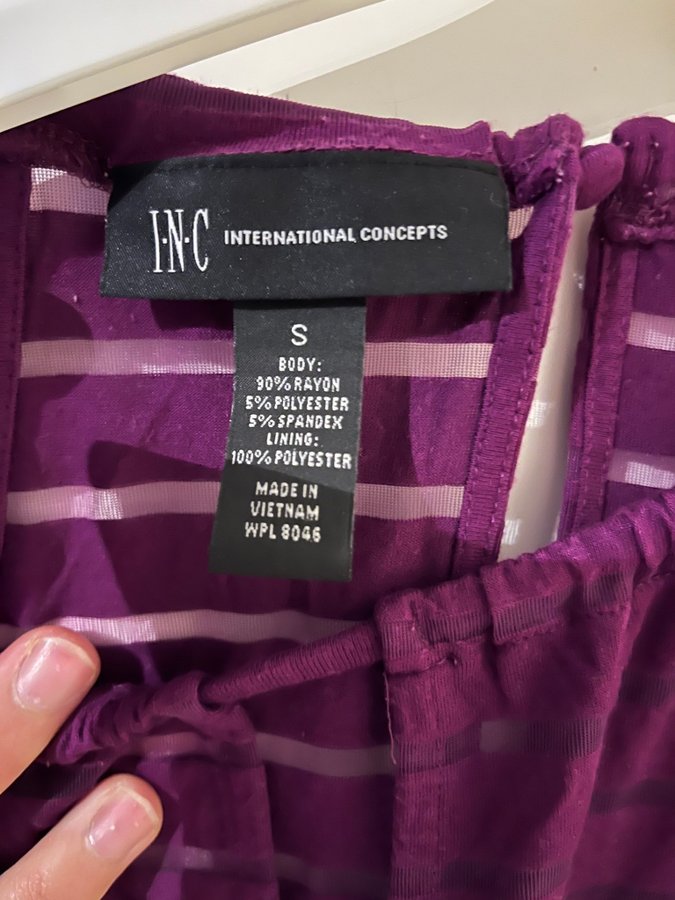 I·N·C INTERNATIONAL CONCEPTS
S
BODY:
90% RAYON
5% POLYESTER
5% SPANDEX
LINING:
100% POLYESTER
MADE IN
VIETNAM
WPL 8046